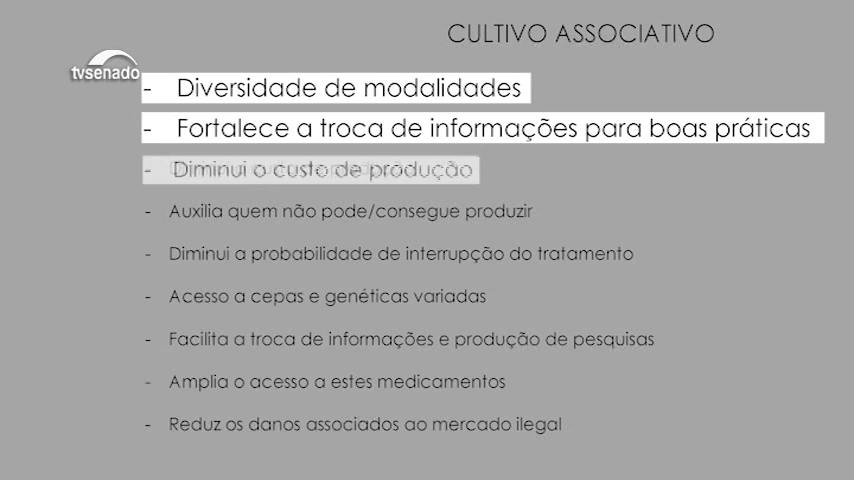 CULTIVO ASSOCIATIVO
tvsenado
- Diversidade de modalidades
- Fortalece a troca de informações para boas práticas
- Diminui o custo de produção
- Auxilia quem não pode/consegue produzir
- Diminui a probabilidade de interrupção do tratamento
- Acesso a cepas e genéticas variadas
- Facilita a troca de informações e produção de pesquisas
- Amplia o acesso a estes medicamentos
- Reduz os danos associados ao mercado ilegal